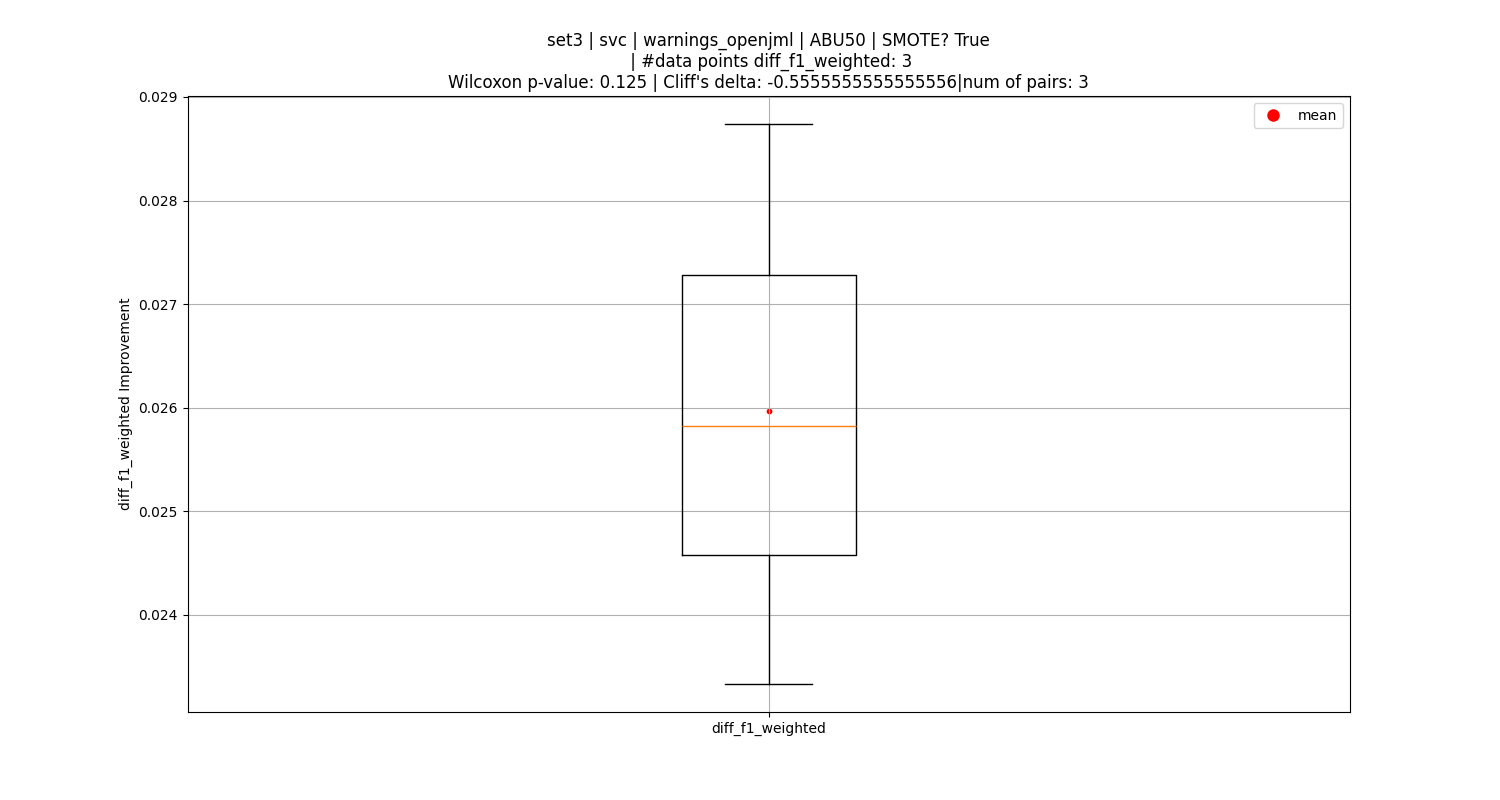 set3 | svc | warnings_openjml | ABU50 | SMOTE? True
| #data points diff_f1_weighted: 3
Wilcoxon p-value: 0.125 | Cliff's delta: -0.5555555555555556|num of pairs: 3
mean
0.029
0.028
0.027
0.026
0.025
0.024
diff_f1_weighted Improvement
diff_f1_weighted